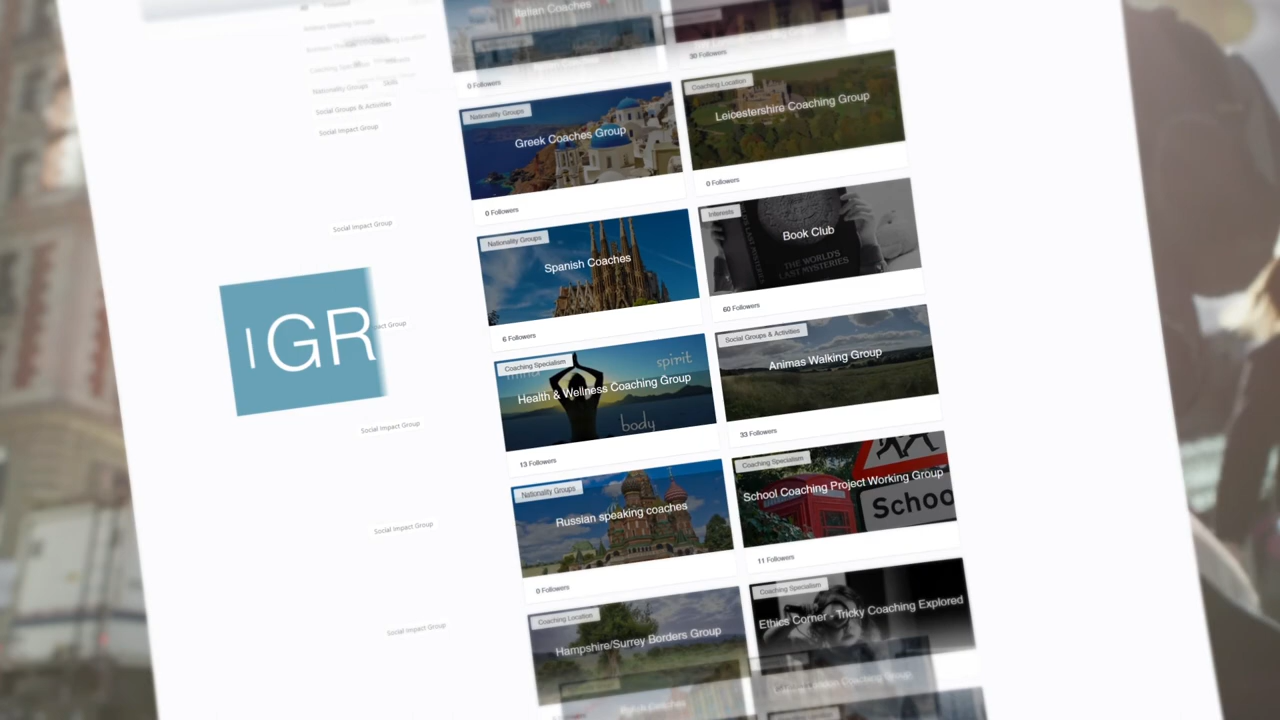 Italian Coaches
0 Followers
30 Followers
Nationality Groups
Social Groups & Activities
Social Impact Group
Nationality Groups
Greek Coaches Group
0 Followers
Coaching Location
Leicestershire Coaching Group
0 Followers
Social Impact Group
Nationality Groups
Spanish Coaches
6 Followers
Interests
Book Club
THE WORLD'S
LAST MYSTERIES
60 Followers
IGR
Social Impact Group
Coaching Specialism
mind
spirit
Health & Wellness Coaching Group
body
13 Followers
Social Groups & Activities
Animas Walking Group
33 Followers
Social Impact Group
Nationality Groups
Russian speaking coaches
0 Followers
Coaching Specialism
School Coaching Project Working Group
Schoo
11 Followers
Social Impact Group
Coaching Location
Hampshire/Surrey Borders Group
Coaching Specialism
Ethics Corner - Tricky Coaching Explored
Social Impact Group